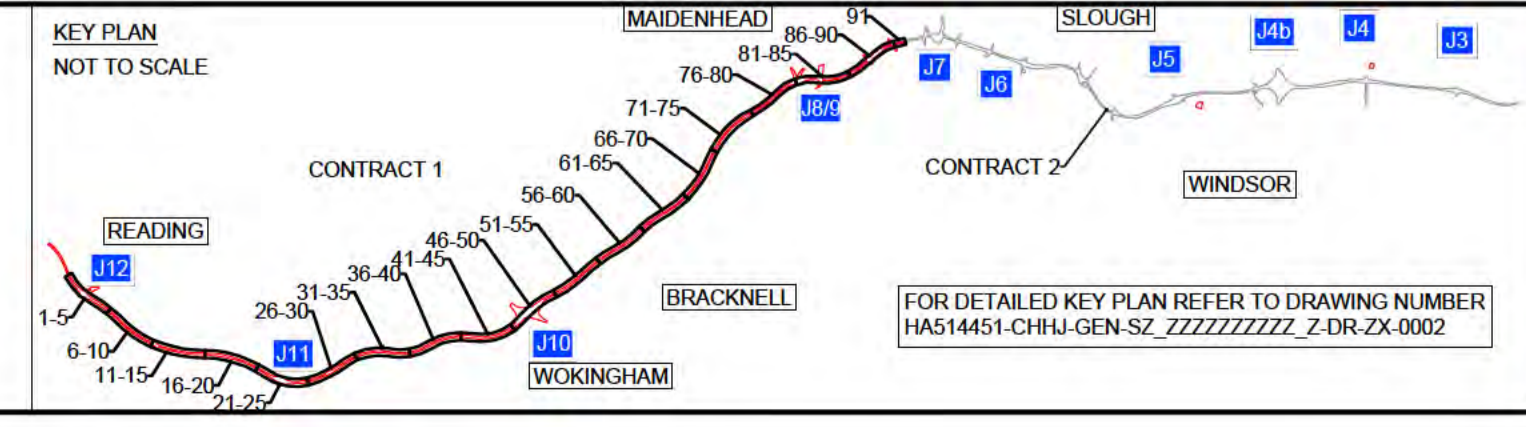 KEY PLAN
NOT TO SCALE
MAIDENHEAD
91
86-90
81-85
76-80
71-75
66-70
61-65
56-60
51-55
46-50
41-45
36-40
31-35
26-30
CONTRACT 1
READING
J12
1-5
6-10
11-15
16-20
21-25
J11
J10
WOKINGHAM
BRACKNELL
J8/9
SLOUGH
J7
J6
J5
J4b
J4
J3
CONTRACT 2
WINDSOR
FOR DETAILED KEY PLAN REFER TO DRAWING NUMBER
HA514451-CHHJ-GEN-SZ_ZZZZZZZZZZ_Z-DR-ZX-0002